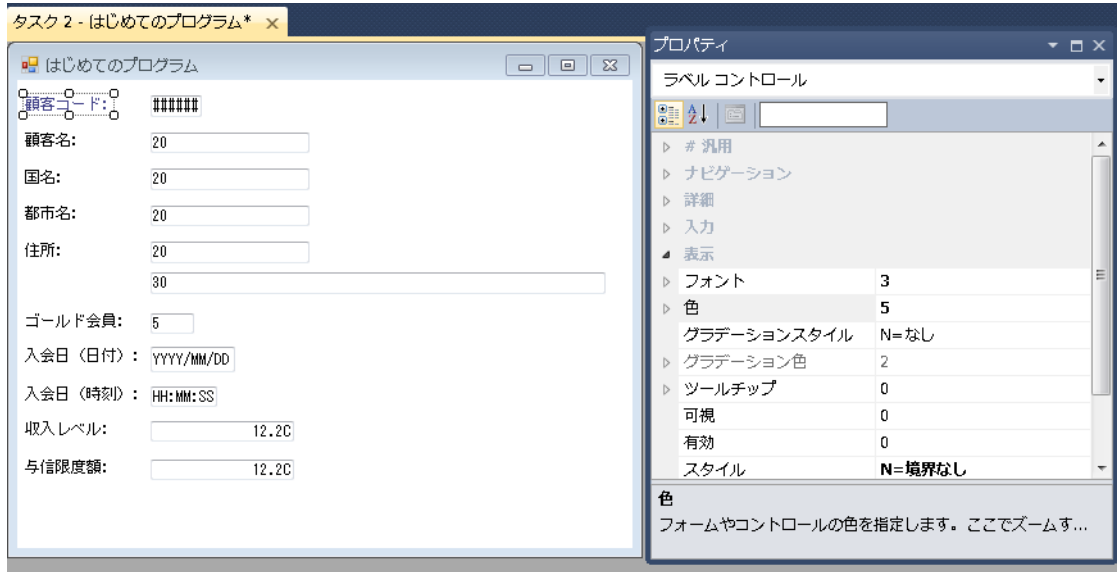 タスク 2 - はじめてのプログラム*
はじめてのプログラム
顧客コード: ######
顧客名: 20
国名: 20
都市名: 20
住所: 20
30
ゴールド会員: 5
入会日（日付）: YYYY/MM/DD
入会日（時刻）: HH:MM:SS
収入レベル: 12.2C
与信限度額: 12.2C
プロパティ
ラベル コントロール
# 汎用
ナビゲーション
詳細
入力
表示
フォント 3
色 5
グラデーションスタイル N=なし
グラデーション色 2
ツールチップ 0
可視 0
有効 0
スタイル N=境界なし
色
フォームやコントロールの色を指定します。ここでズームす...